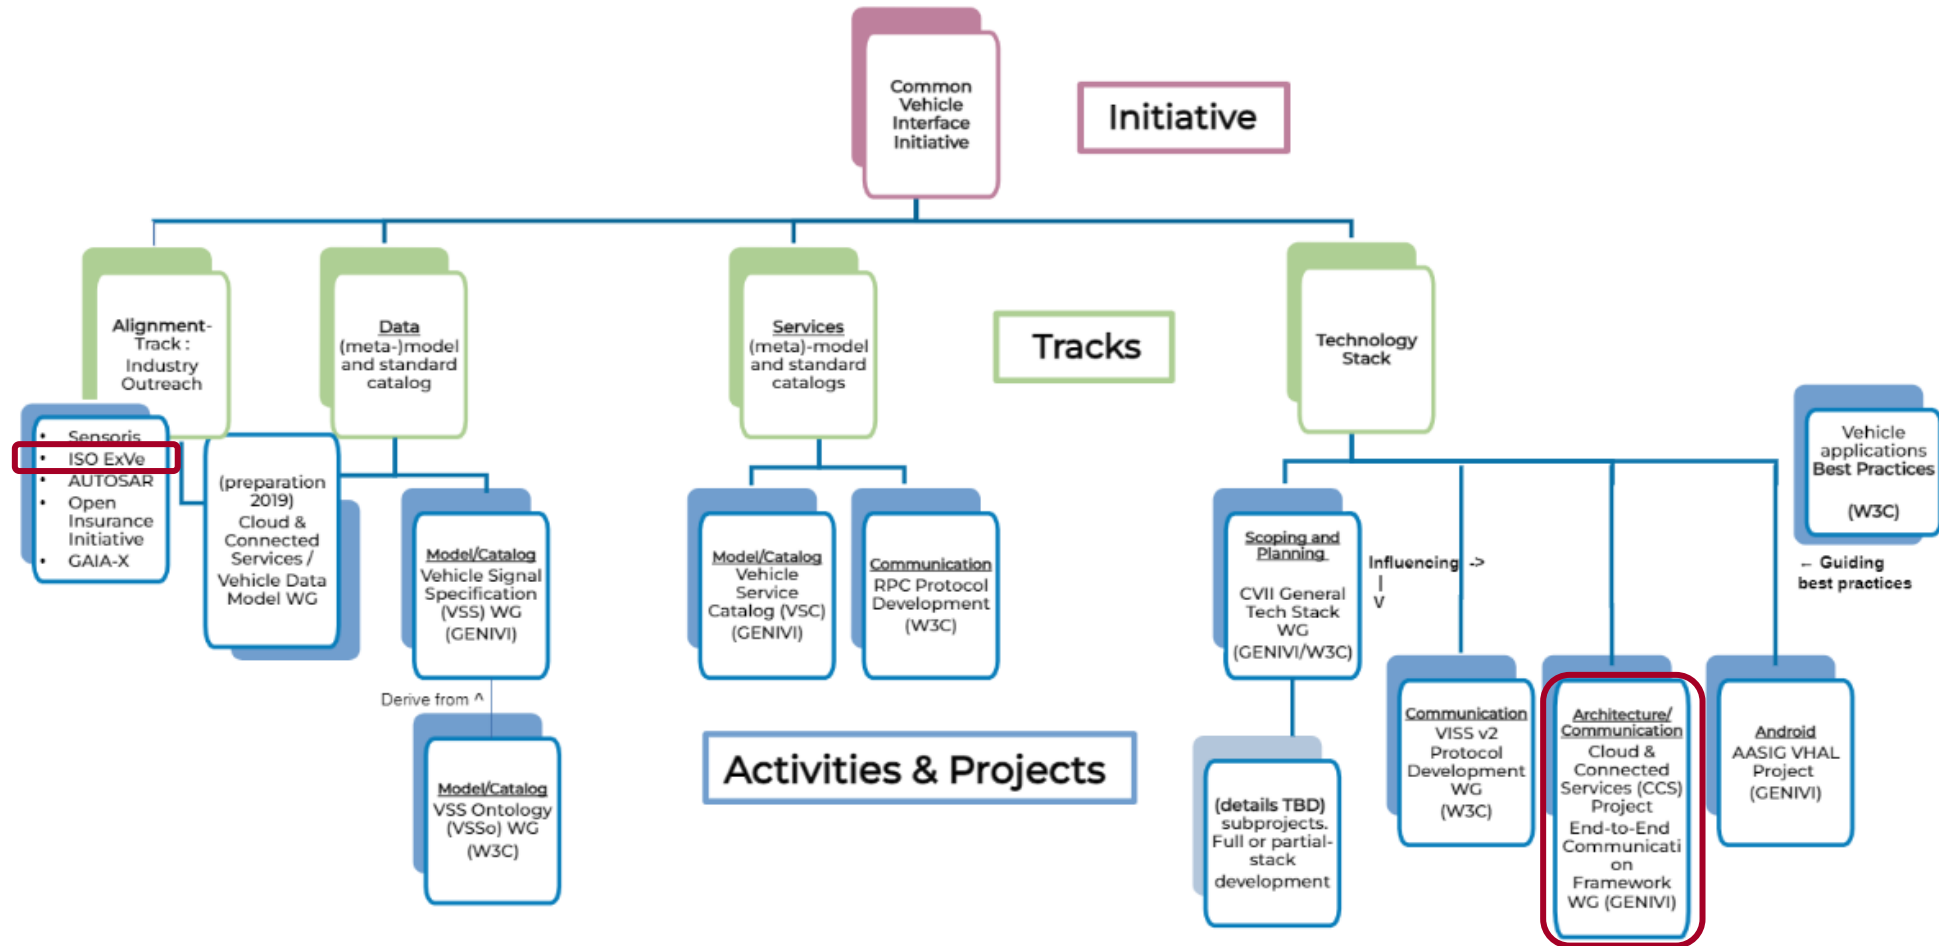 Common
Vehicle
Interface
Initiative
Initiative
Alignment-
Track :
Industry
Outreach
Data
(meta-)model
and standard
catalog
Services
(meta)-model
and standard
catalogs
Tracks
Technology
Stack
• Sensoris
• ISO ExVe
• AUTOSAR
• Open
Insurance
Initiative
• GAIA-X
(preparation
2019)
Cloud &
Connected
Services /
Vehicle Data
Model WG
Model/Catalog
Vehicle Signal
Specification
(VSS) WG
(GENIVI)
Derive from ^
Model/Catalog
VSS Ontology
(VSSo) WG
(W3C)
Model/Catalog
Vehicle
Service
Catalog (VSC)
(GENIVI)
Communication
RPC Protocol
Development
(W3C)
Activities & Projects
Scoping and
Planning
CVII General
Tech Stack
WG
(GENIVI/W3C)
Influencing ->
|
V
(details TBD)
subprojects.
Full or partial-
stack
development
Communication
VISS v2
Protocol
Development
WG
(W3C)
Architecture/
Communication
Cloud &
Connected
Services (CCS)
Project
End-to-End
Communicati
on
Framework
WG (GENIVI)
Android
AASIG VHAL
Project
(GENIVI)
Vehicle
applications
Best Practices
(W3C)
← Guiding
best practices